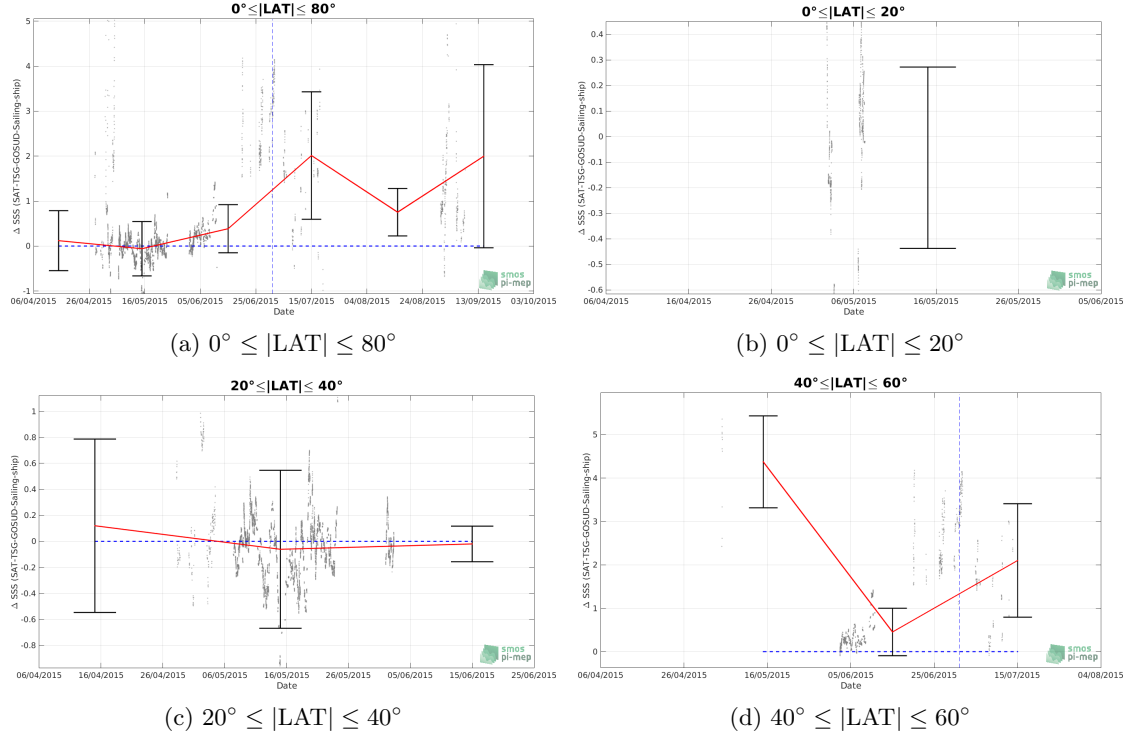 0°≤|LAT|≤ 80°
Δ SSS (SAT-TSG-GOSUD-Sailing-ship)
5
4
3
2
1
0
-1
06/04/2015 26/04/2015 16/05/2015 05/06/2015 25/06/2015 15/07/2015 04/08/2015 24/08/2015 13/09/2015 03/10/2015
Date
smos
pi-mep
(a) 0° ≤ |LAT| ≤ 80°
0°≤|LAT|≤ 20°
Δ SSS (SAT-TSG-GOSUD-Sailing-ship)
0.4
0.3
0.2
0.1
0
-0.1
-0.2
-0.3
-0.4
-0.5
-0.6
06/04/2015 16/04/2015 26/04/2015 06/05/2015 16/05/2015 26/05/2015 05/06/2015
Date
smos
pi-mep
(b) 0° ≤ |LAT| ≤ 20°
20°≤|LAT|≤ 40°
Δ SSS (SAT-TSG-GOSUD-Sailing-ship)
1
0.8
0.6
0.4
0.2
0
-0.2
-0.4
-0.6
-0.8
06/04/2015 16/04/2015 26/04/2015 06/05/2015 16/05/2015 26/05/2015 05/06/2015 15/06/2015 25/06/2015
Date
smos
pi-mep
(c) 20° ≤ |LAT| ≤ 40°
40°≤|LAT|≤ 60°
Δ SSS (SAT-TSG-GOSUD-Sailing-ship)
5
4
3
2
1
0
06/04/2015 26/04/2015 16/05/2015 05/06/2015 25/06/2015 15/07/2015 04/08/2015
Date
smos
pi-mep
(d) 40° ≤ |LAT| ≤ 60°